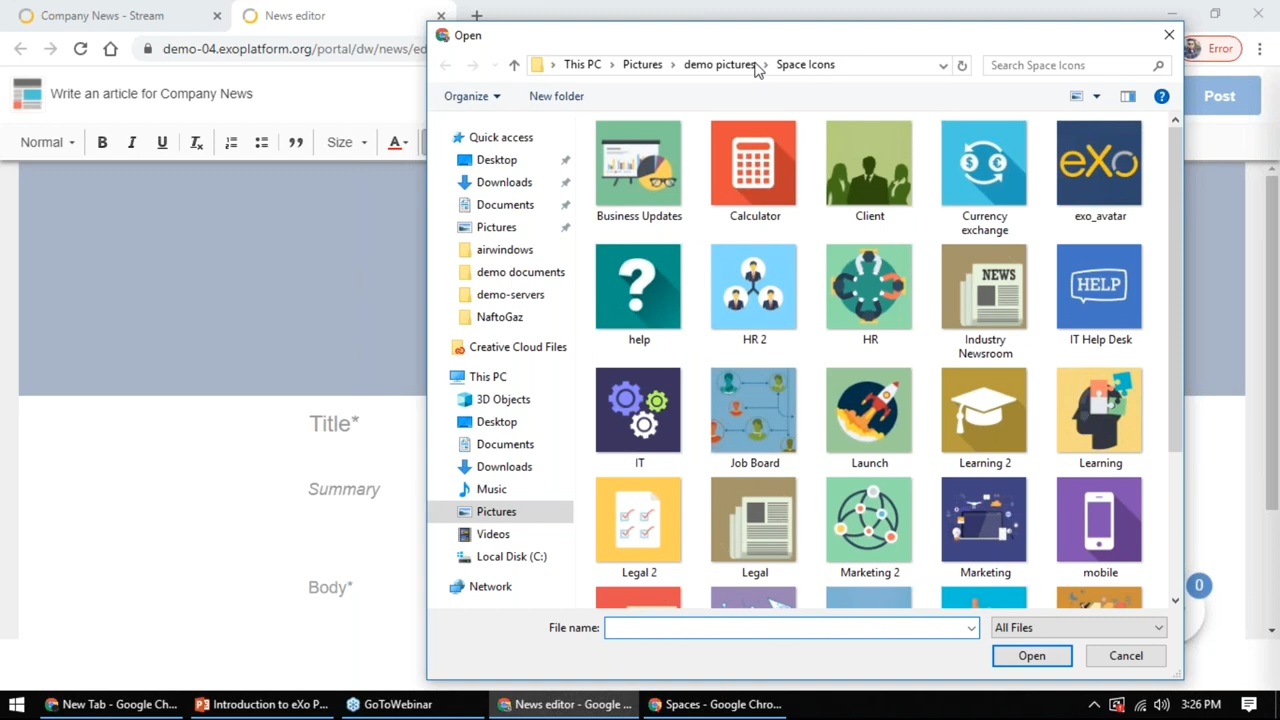 Company News - Stream
News editor
Open
demo-04.exoplatform.org/portal/dw/news/ed
Error
This PC > Pictures > demo pictures > Space Icons
Search Space Icons
Write an article for Company News
Post
Organize
New folder
Normal
B I U Tx
Size
A
Quick access
Desktop
Downloads
Documents
Pictures
airwindows
demo documents
demo-servers
NaftoGaz
Creative Cloud Files
This PC
3D Objects
Desktop
Documents
Downloads
Music
Pictures
Videos
Local Disk (C:)
Network
eXo
Business Updates
Calculator
Client
Currency exchange
exo_avatar
?
NEWS
HELP
help
HR 2
HR
Industry Newsroom
IT Help Desk
IT
Job Board
Launch
Learning 2
Learning
Legal 2
Legal
Marketing 2
Marketing
mobile
Title*
Summary
Body*
0
File name:
All Files
Open
Cancel
New Tab - Google Ch...
Introduction to eXo P...
GoToWebinar
News editor - Google ...
Spaces - Google Chro...
3:26 PM